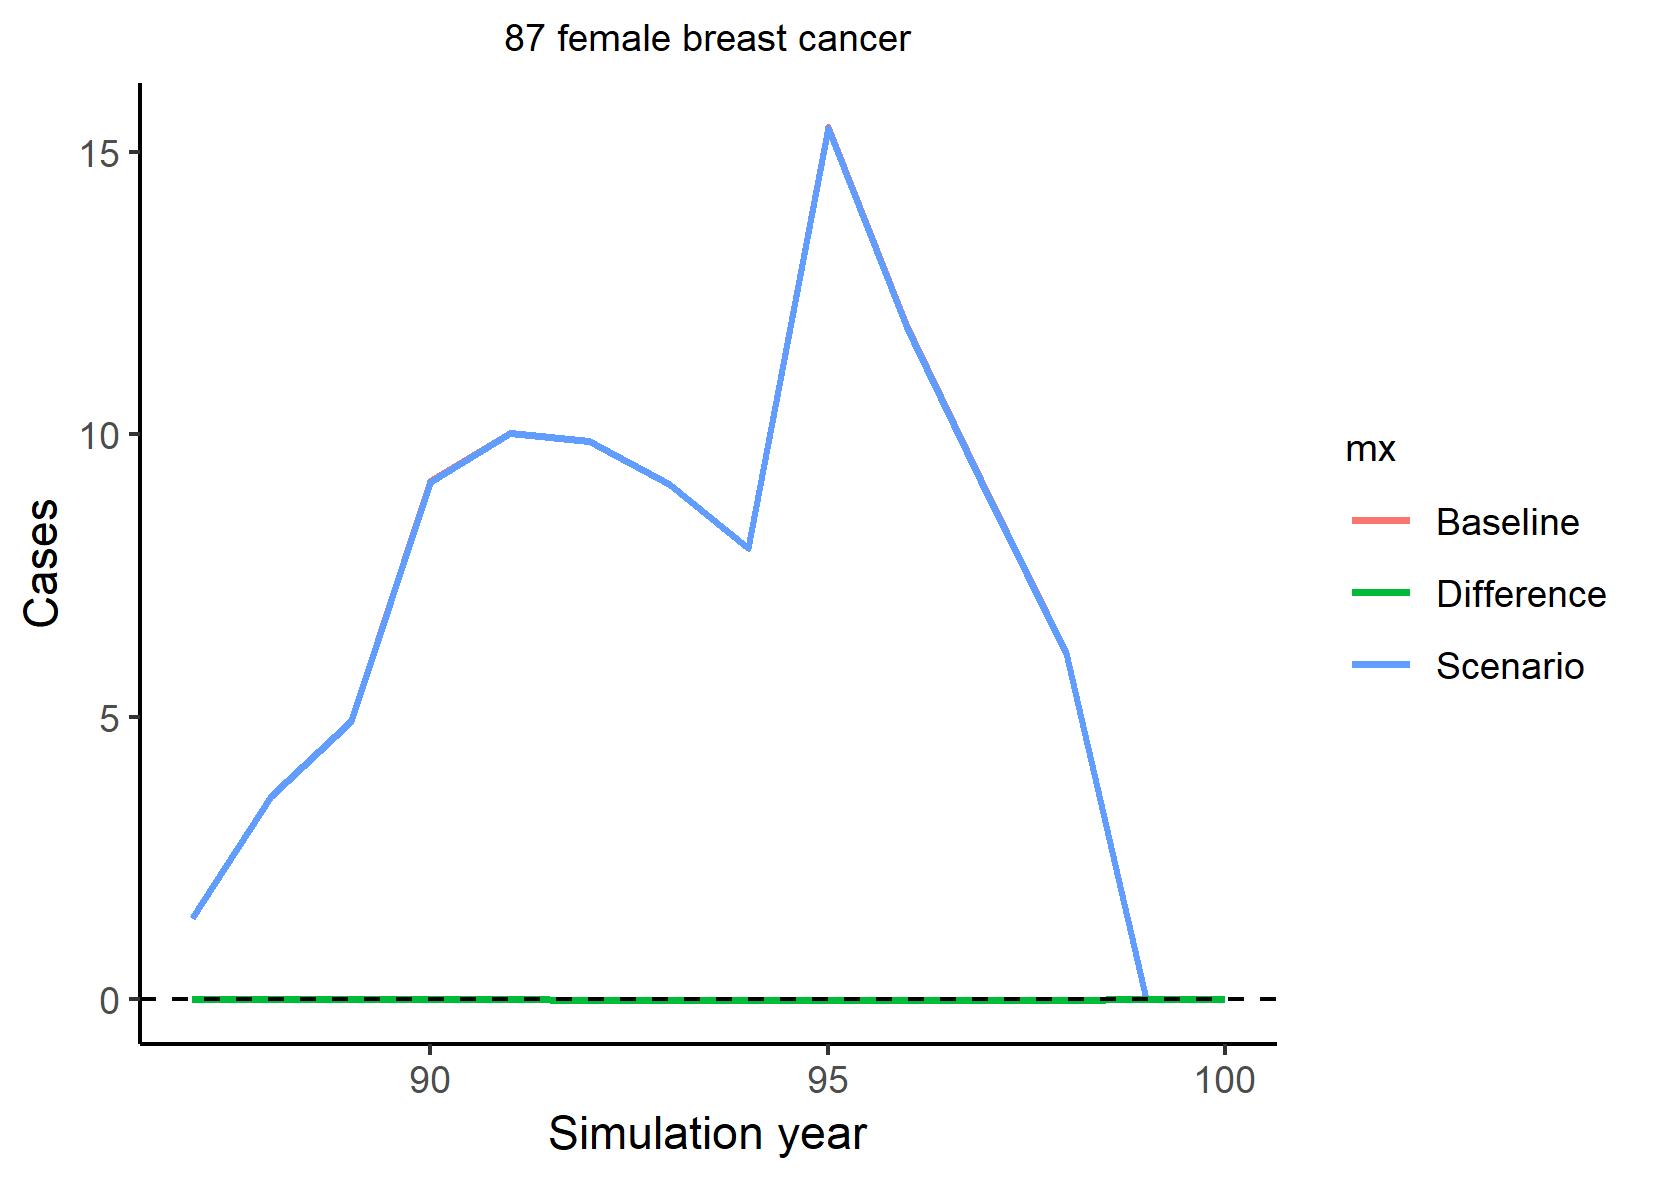 87 female breast cancer
15
10
5
0
Cases
90
95
100
Simulation year
mx
Baseline
Difference
Scenario